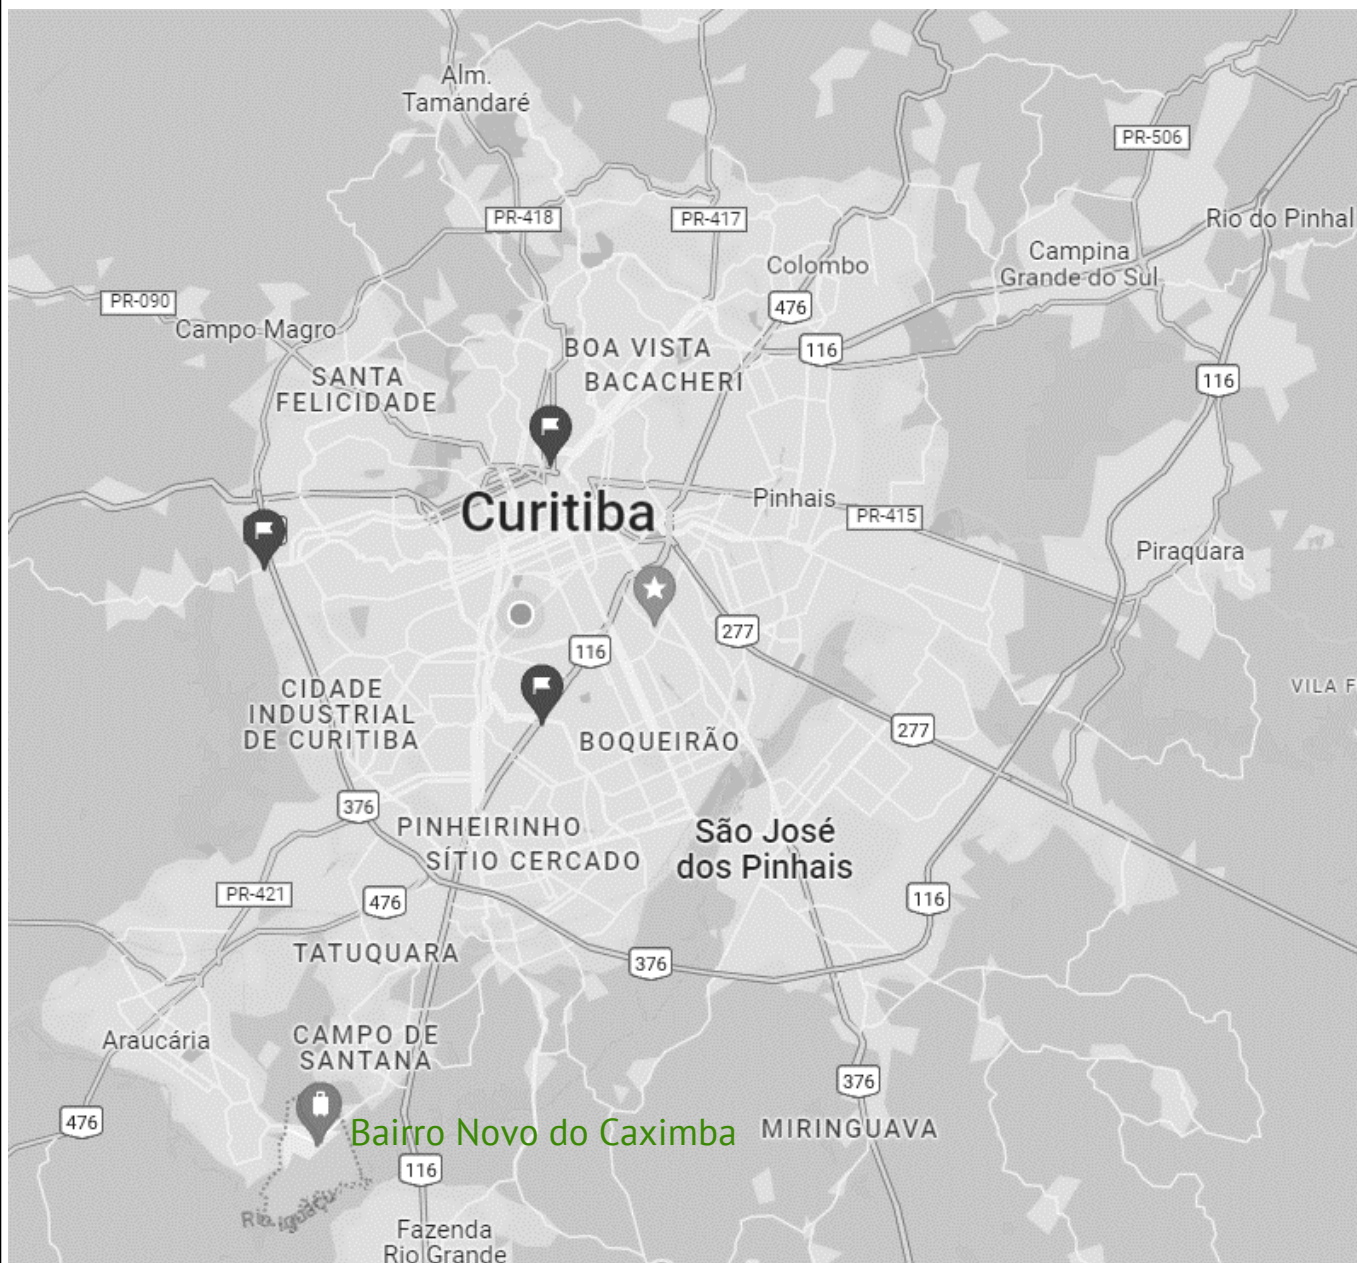 Alm.
Tamandaré
PR-506
PR-418
PR-417
Rio do Pinhal
Campina
Grande do Sul
Colombo
PR-090
476
Campo Magro
116
BOA VISTA
BACACHERI
SANTA
FELICIDADE
116
Curitiba
Pinhais
PR-415
Piraquara
277
116
CIDADE
INDUSTRIAL
DE CURITIBA
VILA F
277
BOQUEIRÃO
376
PINHEIRINHO
SÍTIO CERCADO
São José
dos Pinhais
PR-421
476
116
TATUQUARA
376
Araucária
CAMPO DE
SANTANA
376
476
Bairro Novo do Caximba
MIRINGUAVA
116
Rio Iguaçu
Fazenda
Rio Grande